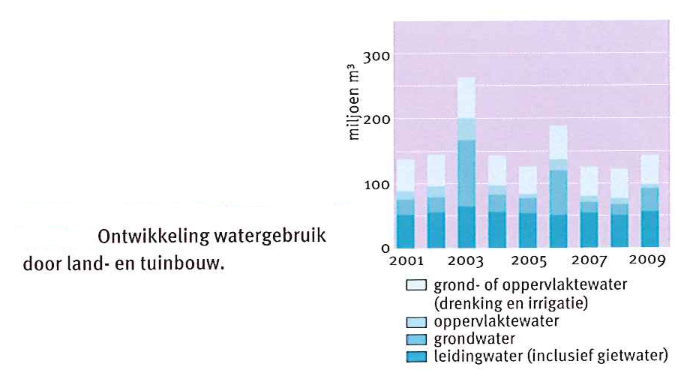 Ontwikkeling watergebruik
door land- en tuinbouw.
miljoen m³
300
200
100
0
2001 2003 2005 2007 2009
grond- of oppervlaktewater
(drenking en irrigatie)
oppervlaktewater
grondwater
leidingwater (inclusief gietwater)